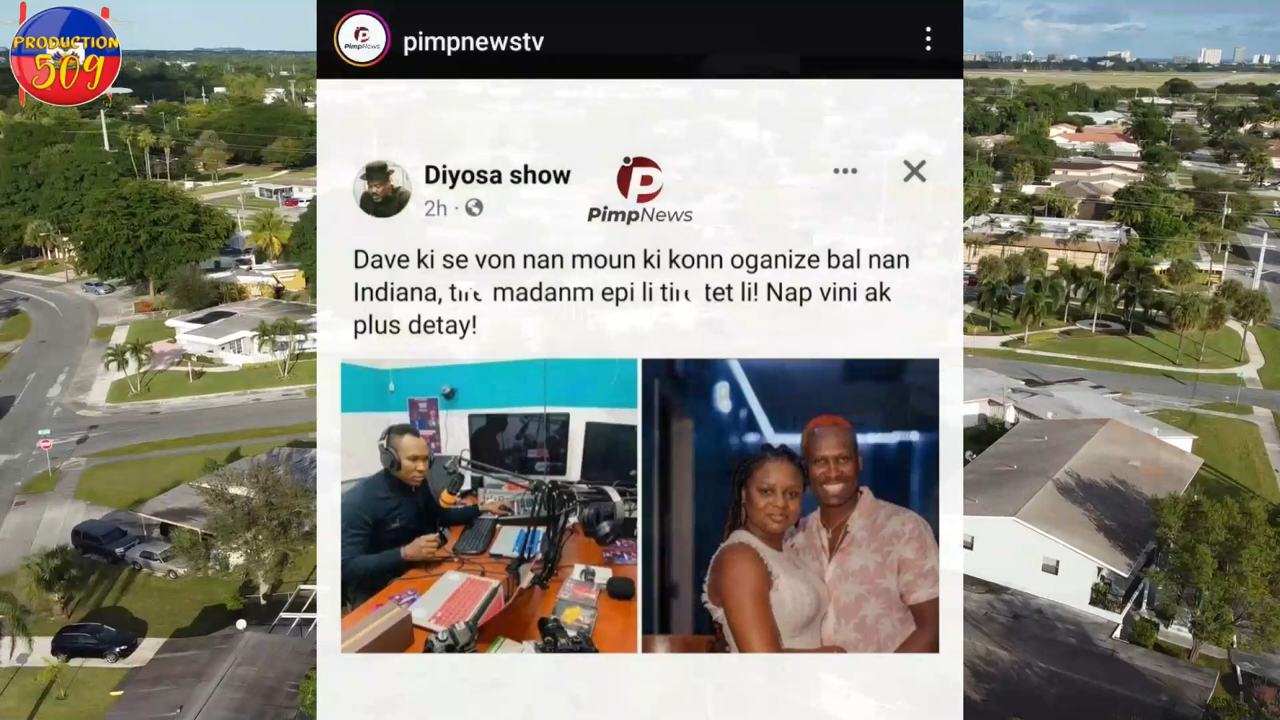 PRODUCTION
509
PimpNews
pimpnewstv
Diyosa show
2h ·
PimpNews
Dave ki se von nan moun ki konn oganize bal nan
Indiana, madanm epi li tet li! Nap vini ak
plus detay!